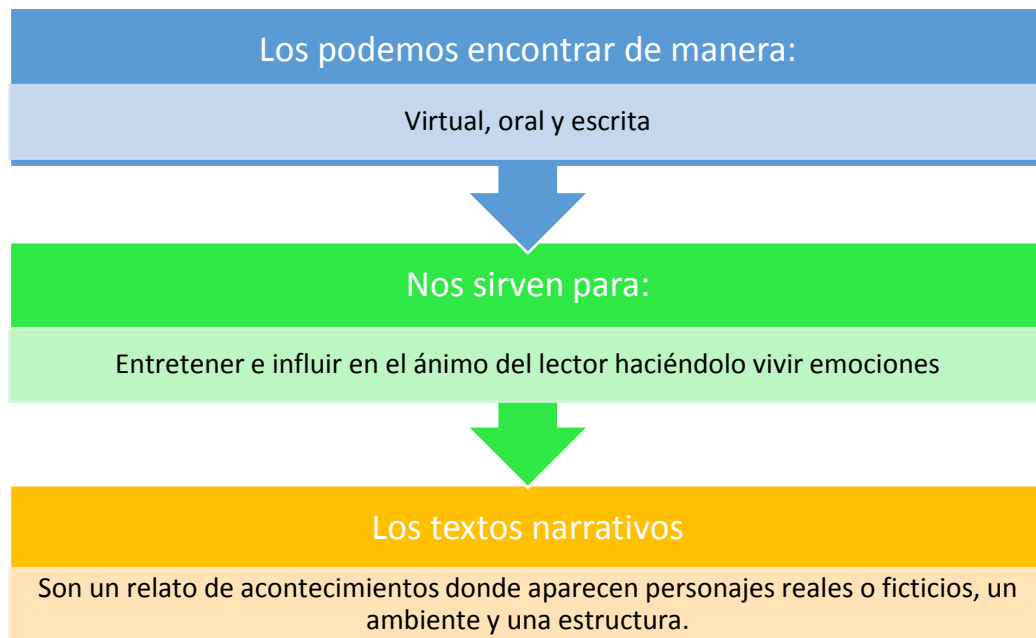 Los podemos encontrar de manera:
Virtual, oral y escrita
Nos sirven para:
Entretener e influir en el ánimo del lector haciéndolo vivir emociones
Los textos narrativos
Son un relato de acontecimientos donde aparecen personajes reales o ficticios, un
ambiente y una estructura.